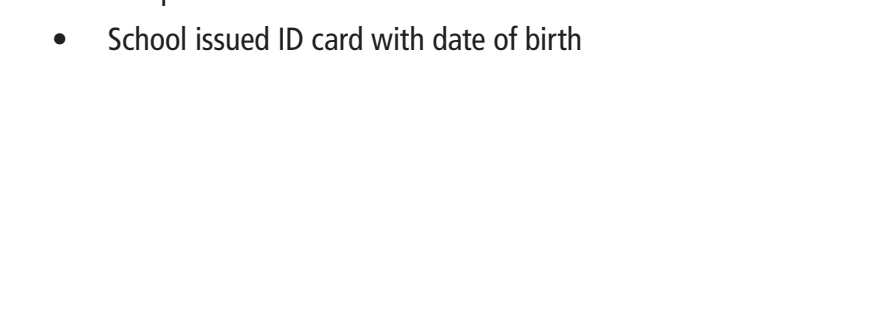 • School issued ID card with date of birth